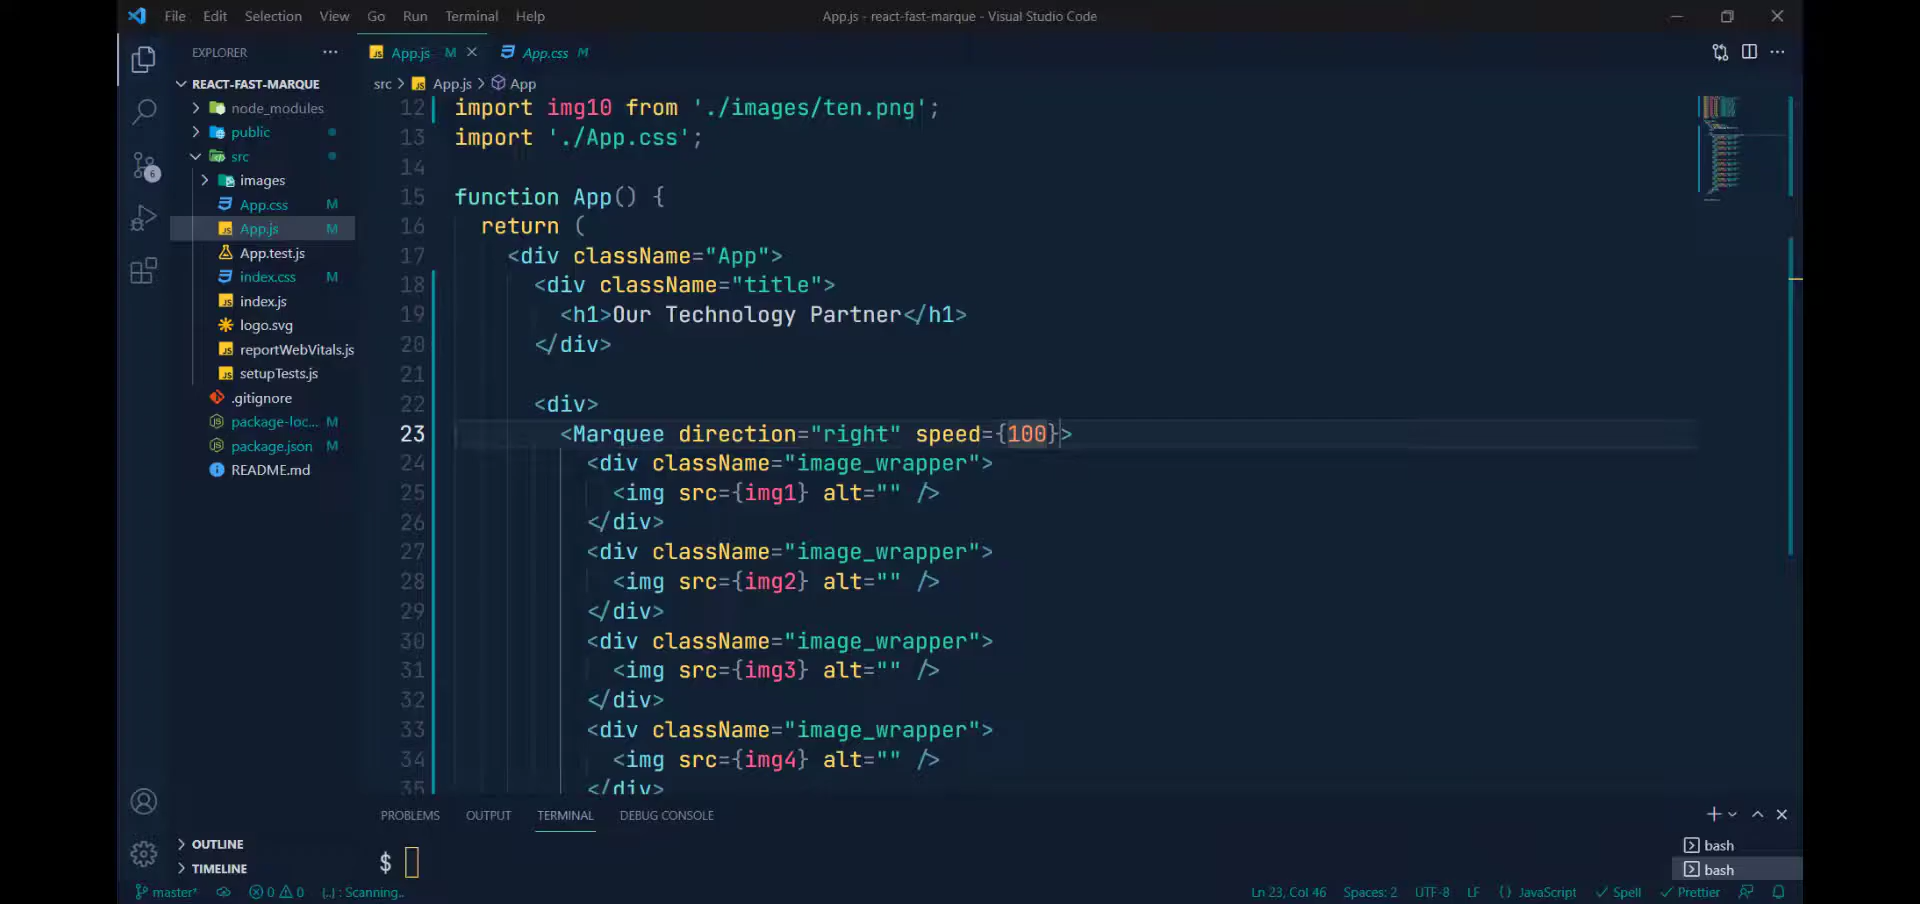 File Edit Selection View Go Run Terminal Help
App.js - react-fast-marque - Visual Studio Code
EXPLORER
REACT-FAST-MARQUE
node_modules
public
src
images
App.css M
App.js M
App.test.js
index.css M
index.js
logo.svg
reportWebVitals.js
setupTests.js
.gitignore
package-loc... M
package.json M
README.md
OUTLINE
TIMELINE
6
App.js M
App.css M
src > App.js > App
12 import img10 from './images/ten.png';
13 import './App.css';
14
15 function App() {
16 return (
17 <div className="App">
18 <div className="title">
19 <h1>Our Technology Partner</h1>
20 </div>
21
22 <div>
23 <Marquee direction="right" speed={100}>
24 <div className="image_wrapper">
25 <img src={img1} alt="" />
26 </div>
27 <div className="image_wrapper">
28 <img src={img2} alt="" />
29 </div>
30 <div className="image_wrapper">
31 <img src={img3} alt="" />
32 </div>
33 <div className="image_wrapper">
34 <img src={img4} alt="" />
35 </div>
PROBLEMS OUTPUT TERMINAL DEBUG CONSOLE
$
bash
bash
master* 0 0 {..} : Scanning..
Ln 23, Col 46 Spaces: 2 UTF-8 LF {} JavaScript Spell Prettier